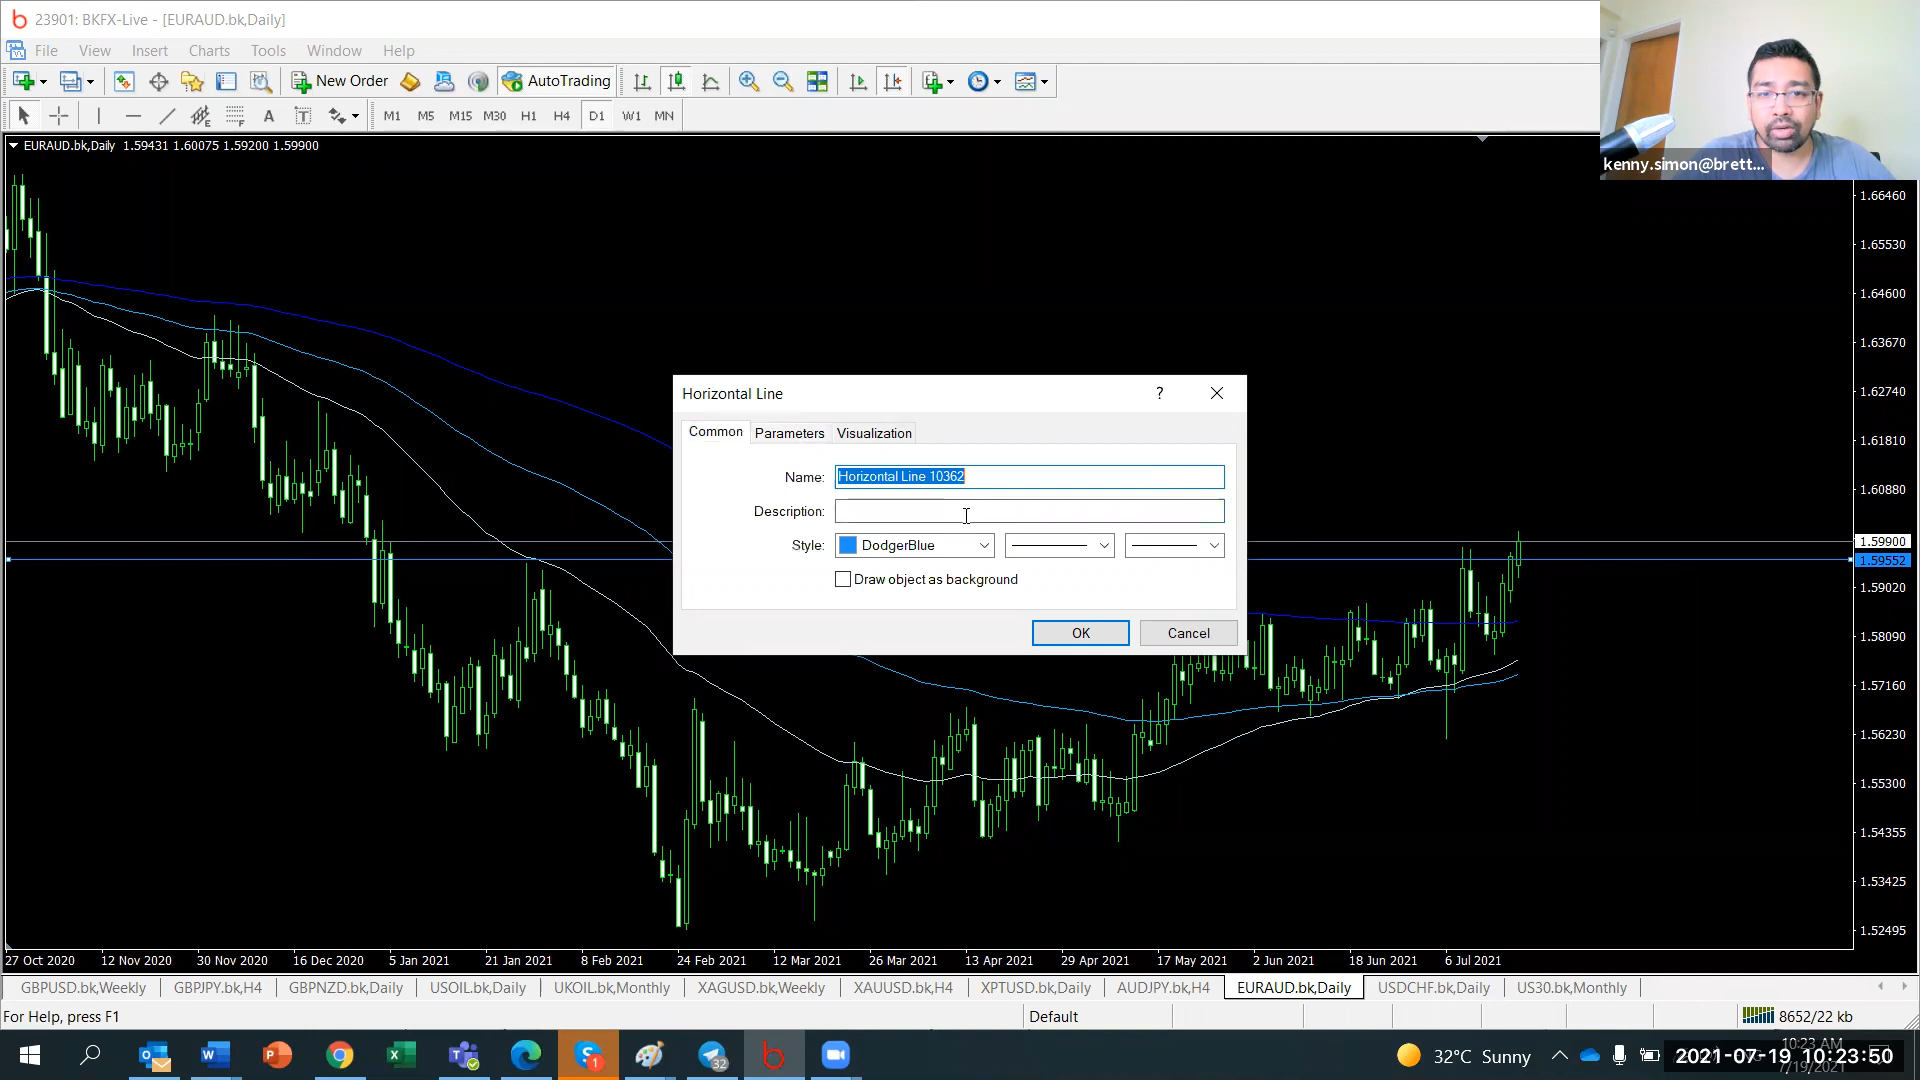 23901: BKFX-Live - [EURAUD.bk,Daily]
File View Insert Charts Tools Window Help
New Order AutoTrading
A T M1 M5 M15 M30 H1 H4 D1 W1 MN
EURAUD.bk,Daily 1.59431 1.60075 1.59200 1.59900
kenny.simon@brett...
1.66460
1.65530
1.64600
1.63670
1.62740
1.61810
1.60880
1.59900
1.59552
1.59020
1.58090
1.57160
1.56230
1.55300
1.54355
1.53425
1.52495
Horizontal Line ?
Common Parameters Visualization
Name: Horizontal Line 10362
Description:
Style: DodgerBlue
Draw object as background
OK Cancel
27 Oct 2020 12 Nov 2020 30 Nov 2020 16 Dec 2020 5 Jan 2021 21 Jan 2021 8 Feb 2021 24 Feb 2021 12 Mar 2021 26 Mar 2021 13 Apr 2021 29 Apr 2021 17 May 2021 2 Jun 2021 18 Jun 2021 6 Jul 2021
GBPUSD.bk,Weekly GBPJPY.bk,H4 GBPNZD.bk,Daily USOIL.bk,Daily UKOIL.bk,Monthly XAGUSD.bk,Weekly XAUUSD.bk,H4 XPTUSD.bk,Daily AUDJPY.bk,H4 EURAUD.bk,Daily USDCHF.bk,Daily US30.bk,Monthly
For Help, press F1 Default 8652/22 kb
32°C Sunny
10:23 AM
2021-07-19 10:23:50
7/19/2021